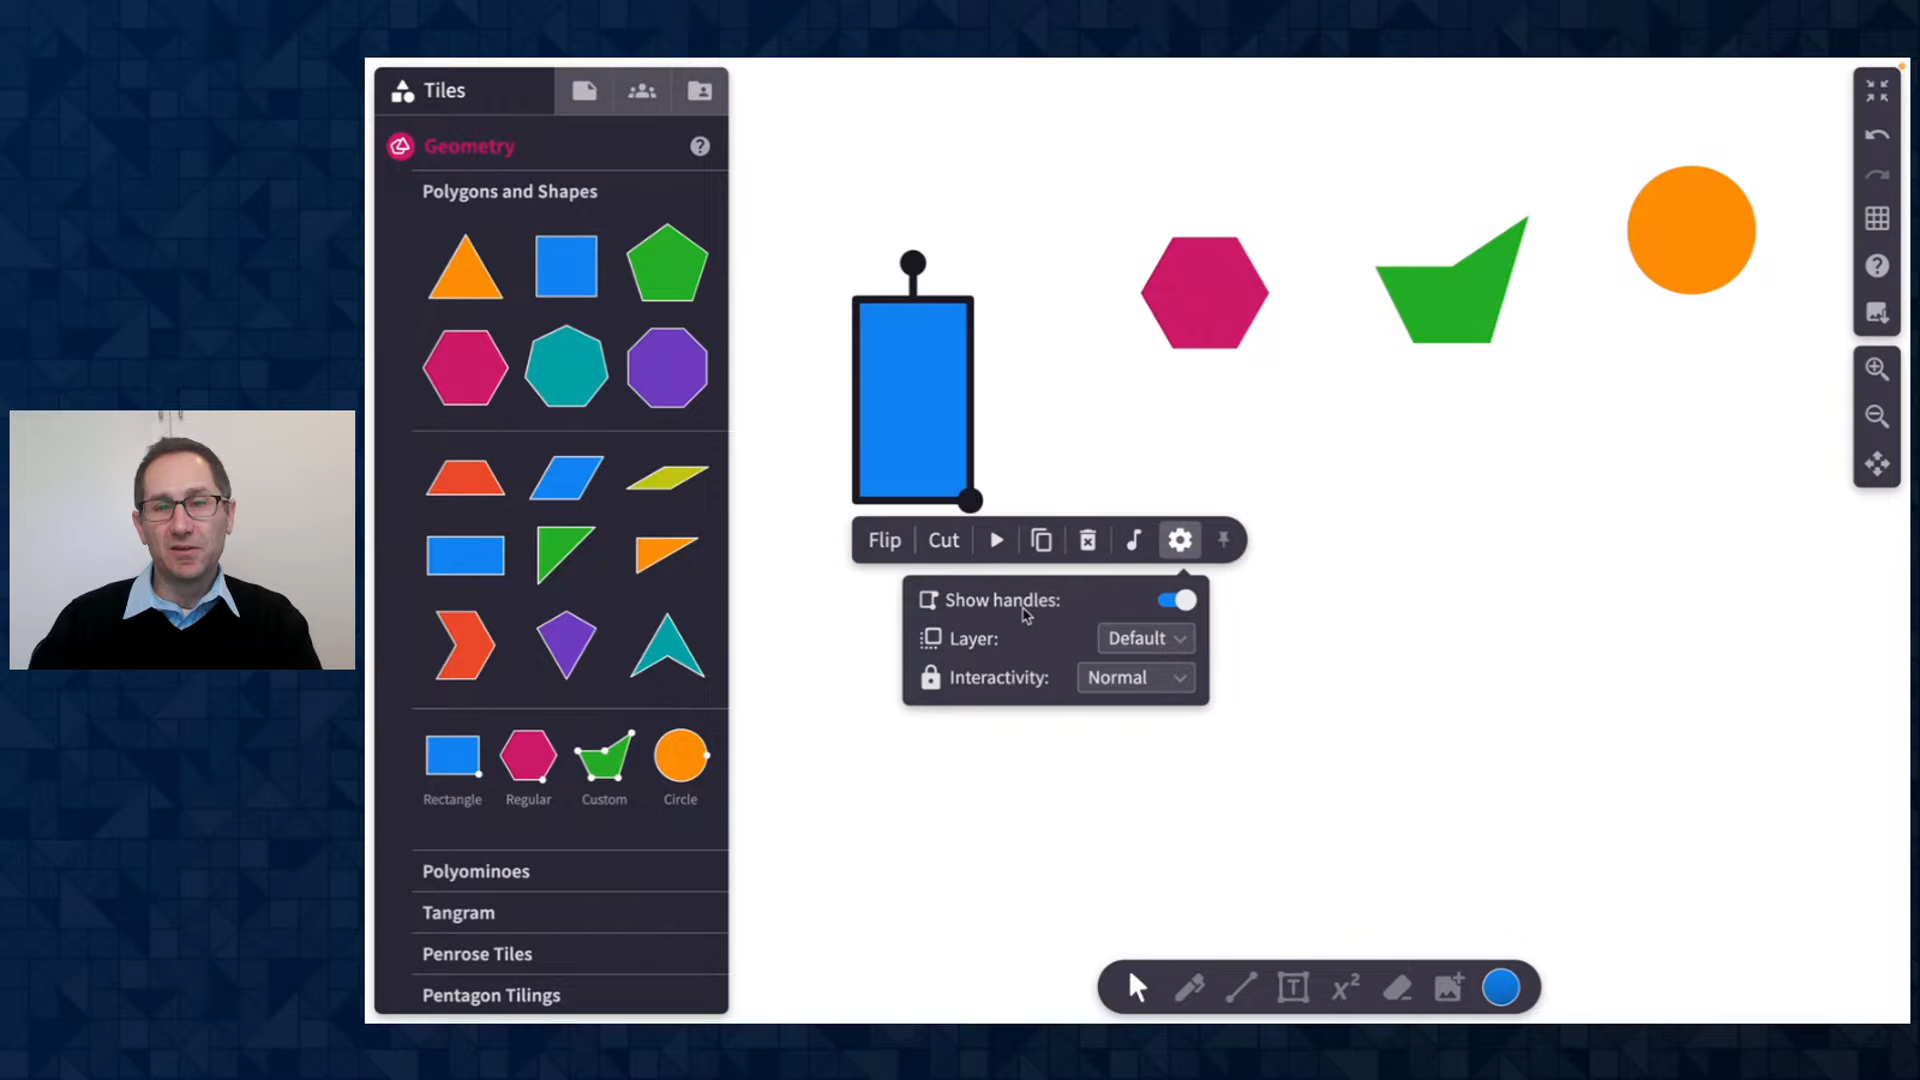 Tiles
Geometry
Polygons and Shapes
Rectangle Regular Custom Circle
Polyominoes
Tangram
Penrose Tiles
Pentagon Tilings
Flip Cut
Show handles:
Layer: Default
Interactivity: Normal
T x²